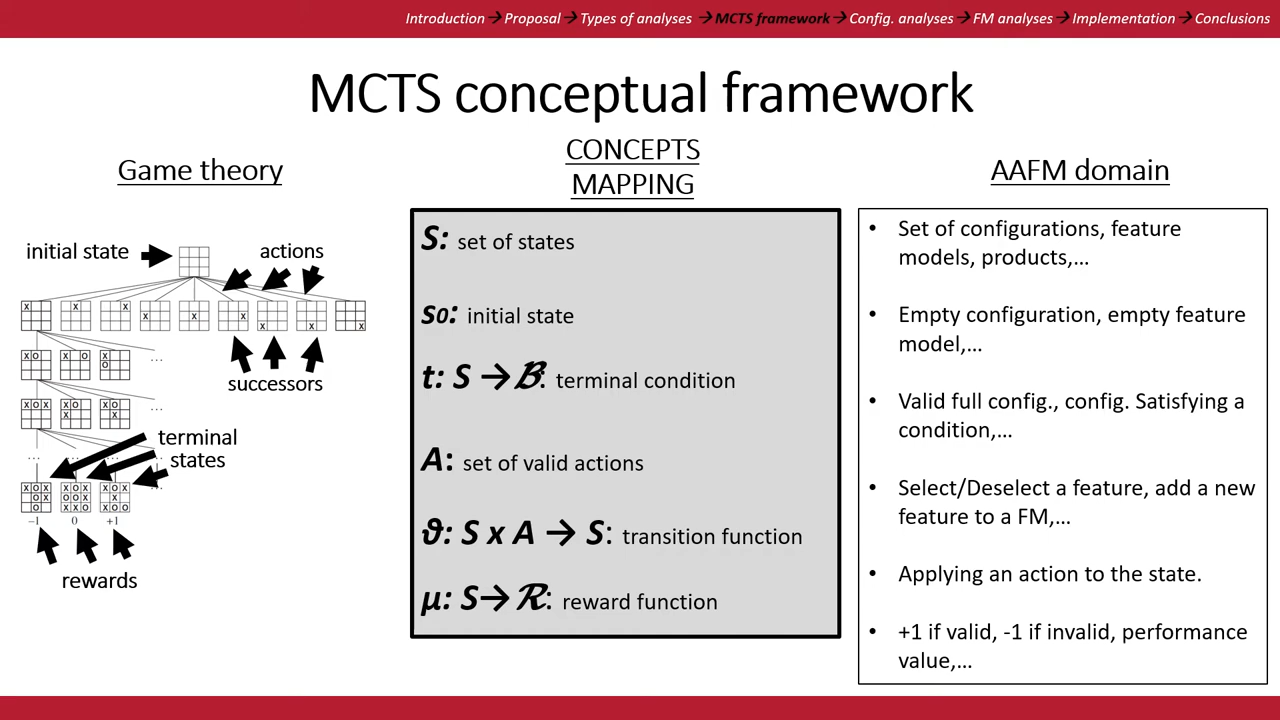 Introduction→Proposal→Types of analyses →MCTS framework→Config. analyses→FM analyses→Implementation→Conclusions
MCTS conceptual framework
Game theory
initial state
actions
X
X
X
X
X
X
X
X
X
X O
X O
X
O
...
successors
X O X
X O
X
X O
X
...
terminal
states
... ... ... ...
X O X
O X
O
X O X
O O X
X X O
X O X
X
X O O
...
−1 0 +1
rewards
CONCEPTS
MAPPING
S: set of states
s0: initial state
t: S →ℬ: terminal condition
A: set of valid actions
ϑ: S x A → S: transition function
μ: S→ℛ: reward function
AAFM domain
• Set of configurations, feature
models, products,...
• Empty configuration, empty feature
model,...
• Valid full config., config. Satisfying a
condition,...
• Select/Deselect a feature, add a new
feature to a FM,...
• Applying an action to the state.
• +1 if valid, -1 if invalid, performance
value,...